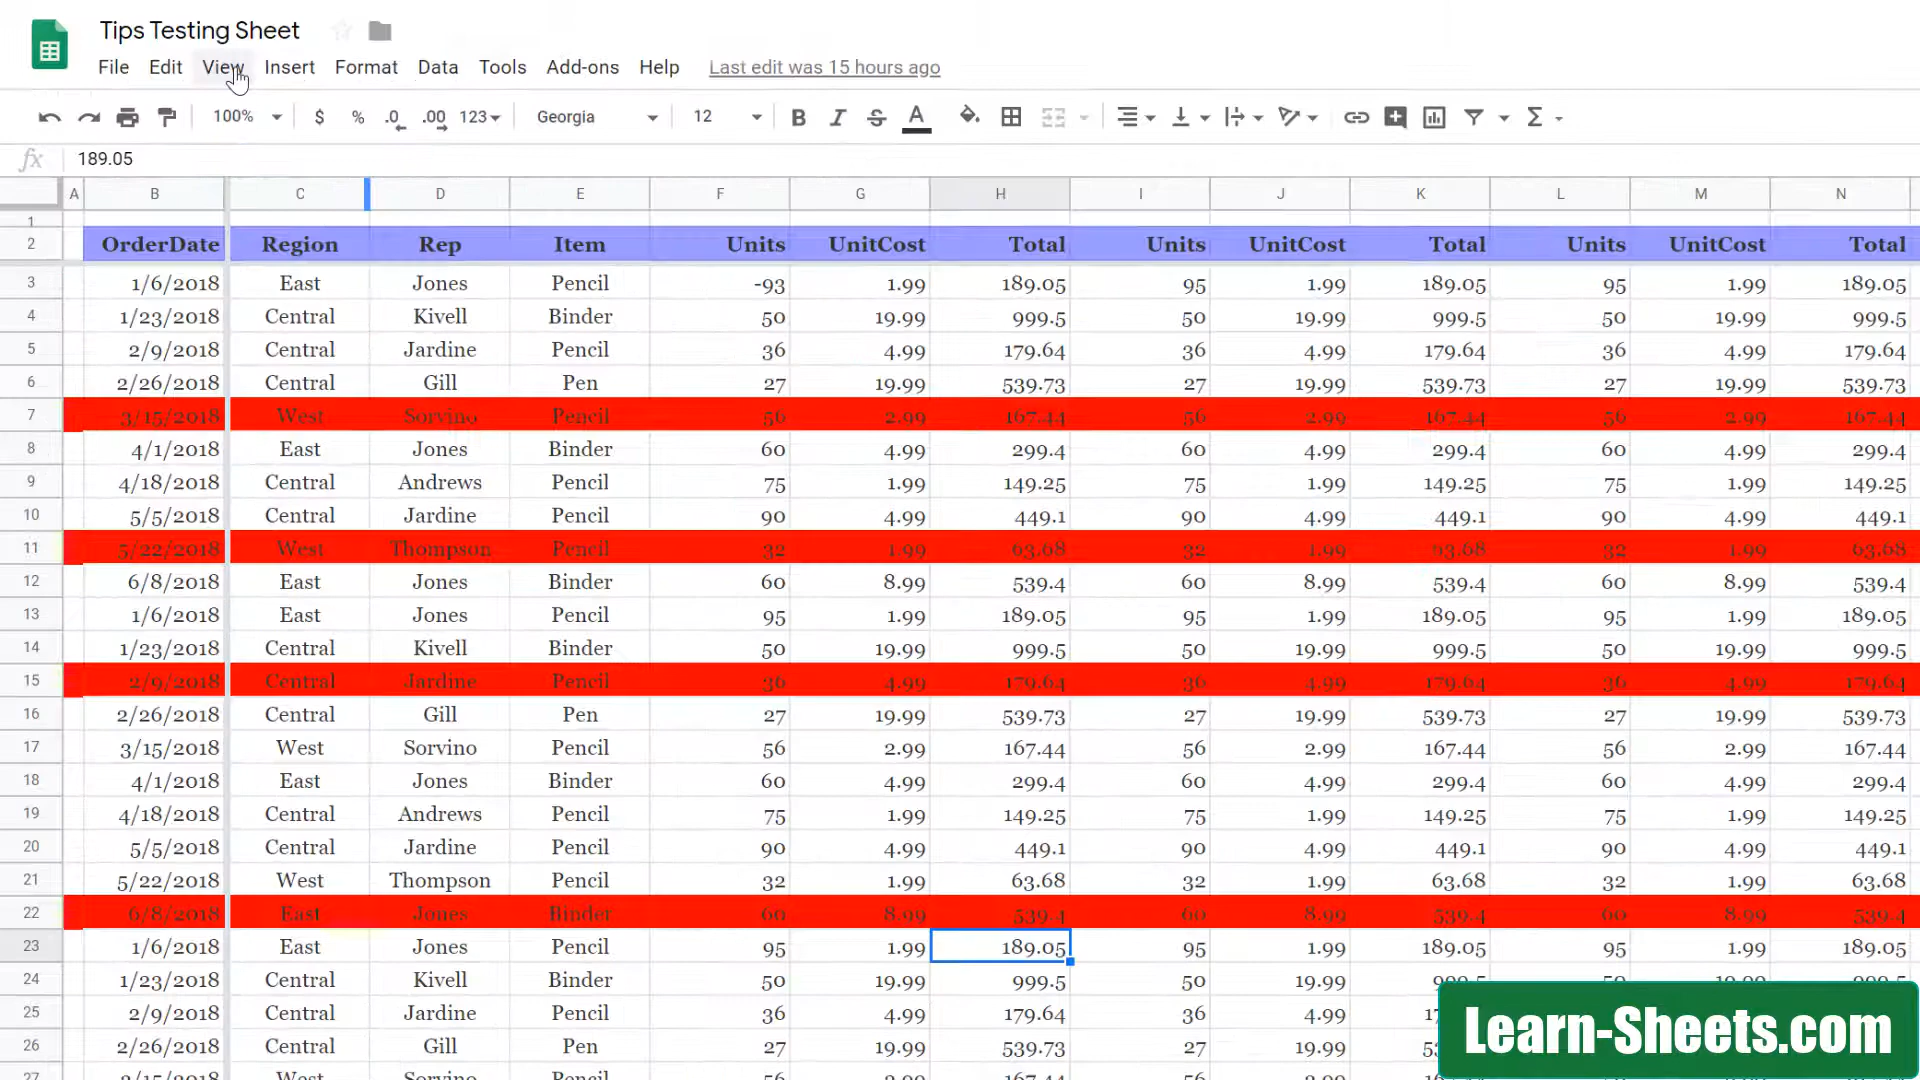 Tips Testing Sheet
File Edit View Insert Format Data Tools Add-ons Help Last edit was 15 hours ago
100% $ % .0 .00 123 Georgia 12 B I S A Σ
fx 189.05
A B C D E F G H I J K L M N
1
2 OrderDate Region Rep Item Units UnitCost Total Units UnitCost Total Units UnitCost Total
3 1/6/2018 East Jones Pencil -93 1.99 189.05 95 1.99 189.05 95 1.99 189.05
4 1/23/2018 Central Kivell Binder 50 19.99 999.5 50 19.99 999.5 50 19.99 999.5
5 2/9/2018 Central Jardine Pencil 36 4.99 179.64 36 4.99 179.64 36 4.99 179.64
6 2/26/2018 Central Gill Pen 27 19.99 539.73 27 19.99 539.73 27 19.99 539.73
7 3/15/2018 West Sorvino Pencil 56 2.99 167.44 56 2.99 167.44 56 2.99 167.44
8 4/1/2018 East Jones Binder 60 4.99 299.4 60 4.99 299.4 60 4.99 299.4
9 4/18/2018 Central Andrews Pencil 75 1.99 149.25 75 1.99 149.25 75 1.99 149.25
10 5/5/2018 Central Jardine Pencil 90 4.99 449.1 90 4.99 449.1 90 4.99 449.1
11 5/22/2018 West Thompson Pencil 32 1.99 63.68 32 1.99 63.68 32 1.99 63.68
12 6/8/2018 East Jones Binder 60 8.99 539.4 60 8.99 539.4 60 8.99 539.4
13 1/6/2018 East Jones Pencil 95 1.99 189.05 95 1.99 189.05 95 1.99 189.05
14 1/23/2018 Central Kivell Binder 50 19.99 999.5 50 19.99 999.5 50 19.99 999.5
15 2/9/2018 Central Jardine Pencil 36 4.99 179.64 36 4.99 179.64 36 4.99 179.64
16 2/26/2018 Central Gill Pen 27 19.99 539.73 27 19.99 539.73 27 19.99 539.73
17 3/15/2018 West Sorvino Pencil 56 2.99 167.44 56 2.99 167.44 56 2.99 167.44
18 4/1/2018 East Jones Binder 60 4.99 299.4 60 4.99 299.4 60 4.99 299.4
19 4/18/2018 Central Andrews Pencil 75 1.99 149.25 75 1.99 149.25 75 1.99 149.25
20 5/5/2018 Central Jardine Pencil 90 4.99 449.1 90 4.99 449.1 90 4.99 449.1
21 5/22/2018 West Thompson Pencil 32 1.99 63.68 32 1.99 63.68 32 1.99 63.68
22 6/8/2018 East Jones Binder 60 8.99 539.4 60 8.99 539.4 60 8.99 539.4
23 1/6/2018 East Jones Pencil 95 1.99 189.05 95 1.99 189.05 95 1.99 189.05
24 1/23/2018 Central Kivell Binder 50 19.99 999.5 50 19.99
25 2/9/2018 Central Jardine Pencil 36 4.99 179.64 36 4.99
26 2/26/2018 Central Gill Pen 27 19.99 539.73 27 19.99
Learn-Sheets.com